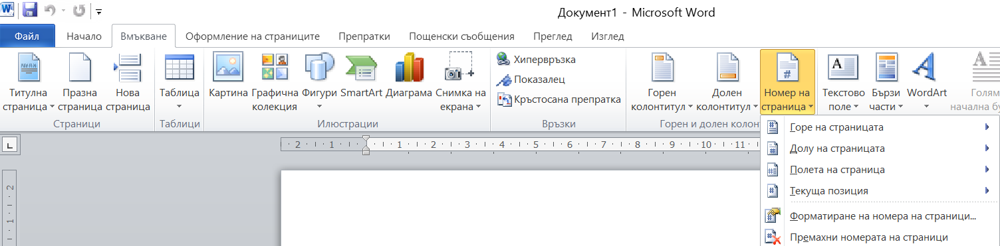 Документ1 - Microsoft Word
Файл Начало Вмъкване Оформление на страниците Препратки Пощенски съобщения Преглед Изглед
Титулна страница
Празна страница
Нова страница
Страници
Таблица
Таблици
Картина
Графична колекция
Фигури
SmartArt
Диаграма
Снимка на екрана
Илюстрации
Хипервръзка
Показалец
Кръстосана препратка
Връзки
Горен колонтитул
Долен колонтитул
Номер на страница
Горен и долен колон
Текстово поле
Бързи части
WordArt
Голям
начална бу
Горе на страницата
Долу на страницата
Полета на страница
Текуща позиция
Форматиране на номера на страници...
Премахни номерата на страници
2 1 1 2 3 4 5 6 7 8 9 10 11
2
1